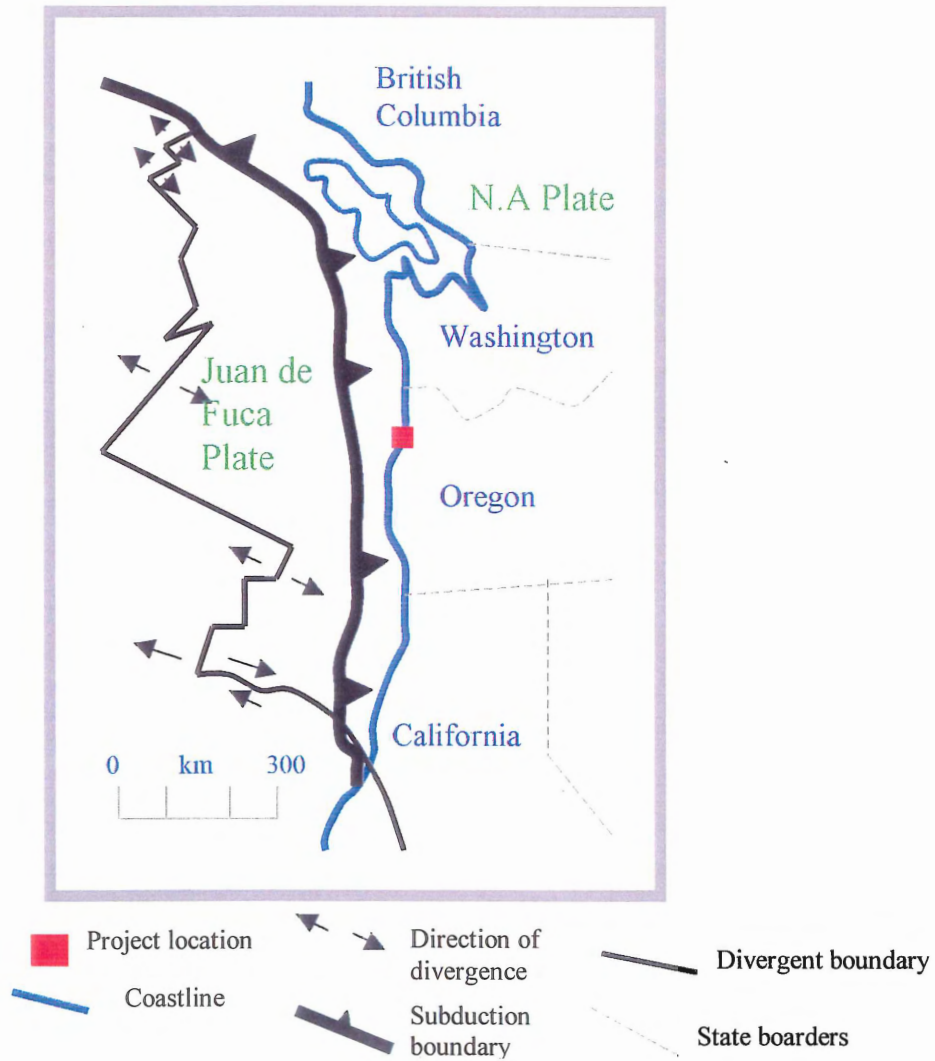 British
Columbia
N.A Plate
Washington
Juan de
Fuca
Plate
Oregon
California
0 km 300
Project location
Direction of
divergence
Divergent boundary
Coastline
Subduction
boundary
State boarders